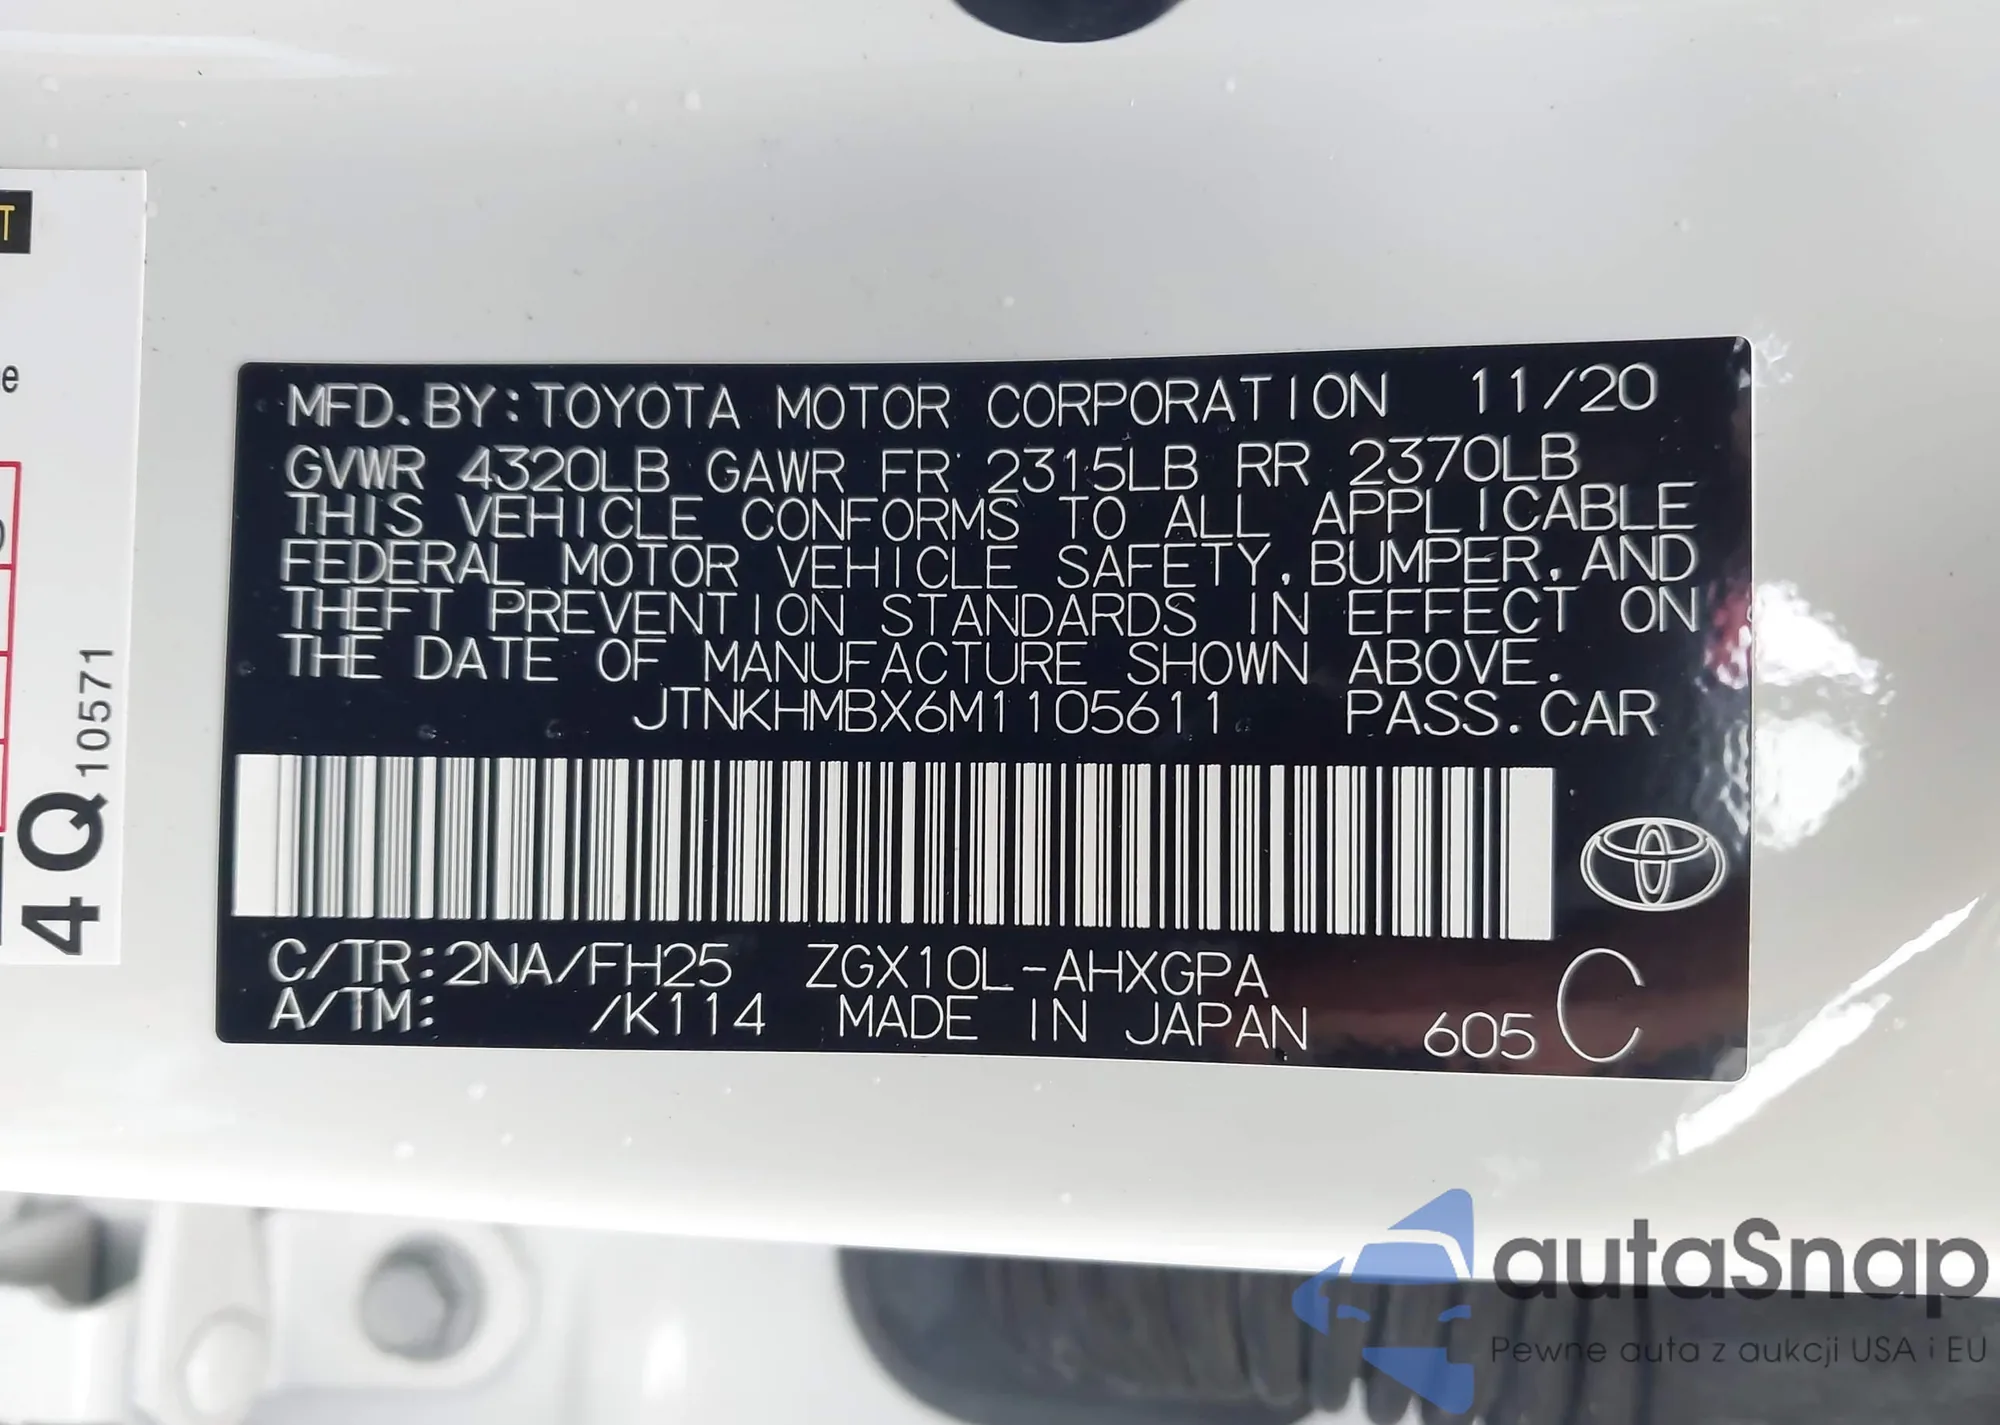 T
e
4 Q 10571
MFD. BY: TOYOTA MOTOR CORPORATION 11/20
GVWR 4320LB GAWR FR 2315LB RR 2370LB
THIS VEHICLE CONFORMS TO ALL APPLICABLE
FEDERAL MOTOR VEHICLE SAFETY, BUMPER, AND
THEFT PREVENTION STANDARDS IN EFFECT ON
THE DATE OF MANUFACTURE SHOWN ABOVE.
JTNKHMBX6M1105611 PASS. CAR
C/TR: 2NA/FH25 ZGX10L-AHXGPA
A/TM: /K114 MADE IN JAPAN 605 C
autaSnap
Pewne auta z aukcji USA i EU